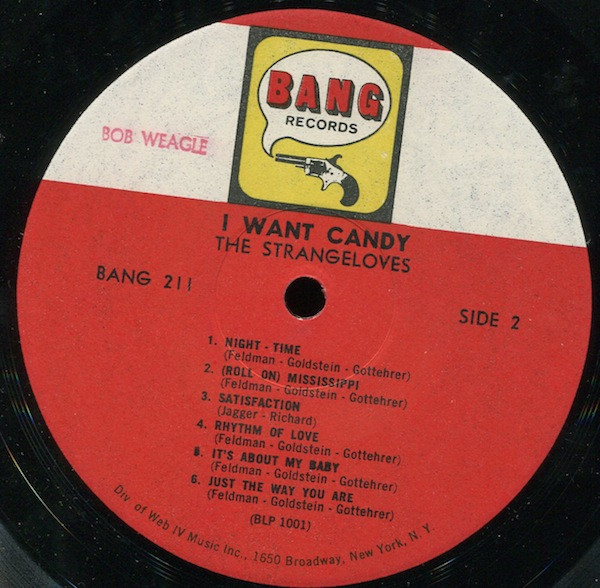 BANG
RECORDS
BOB WEAGLE
I WANT CANDY
THE STRANGELOVES
BANG 211
SIDE 2
1. NIGHT - TIME
(Feldman - Goldstein - Gottehrer)
2. (ROLL ON) MISSISSIPPI
(Feldman - Goldstein - Gottehrer)
3. SATISFACTION
(Jagger - Richard)
4. RHYTHM OF LOVE
(Feldman - Goldstein - Gottehrer)
5. IT'S ABOUT MY BABY
(Feldman - Goldstein - Gottehrer)
6. JUST THE WAY YOU ARE
(Feldman - Goldstein - Gottehrer)
(BLP 1001)
Div. of Web IV Music Inc., 1650 Broadway, New York, N. Y.